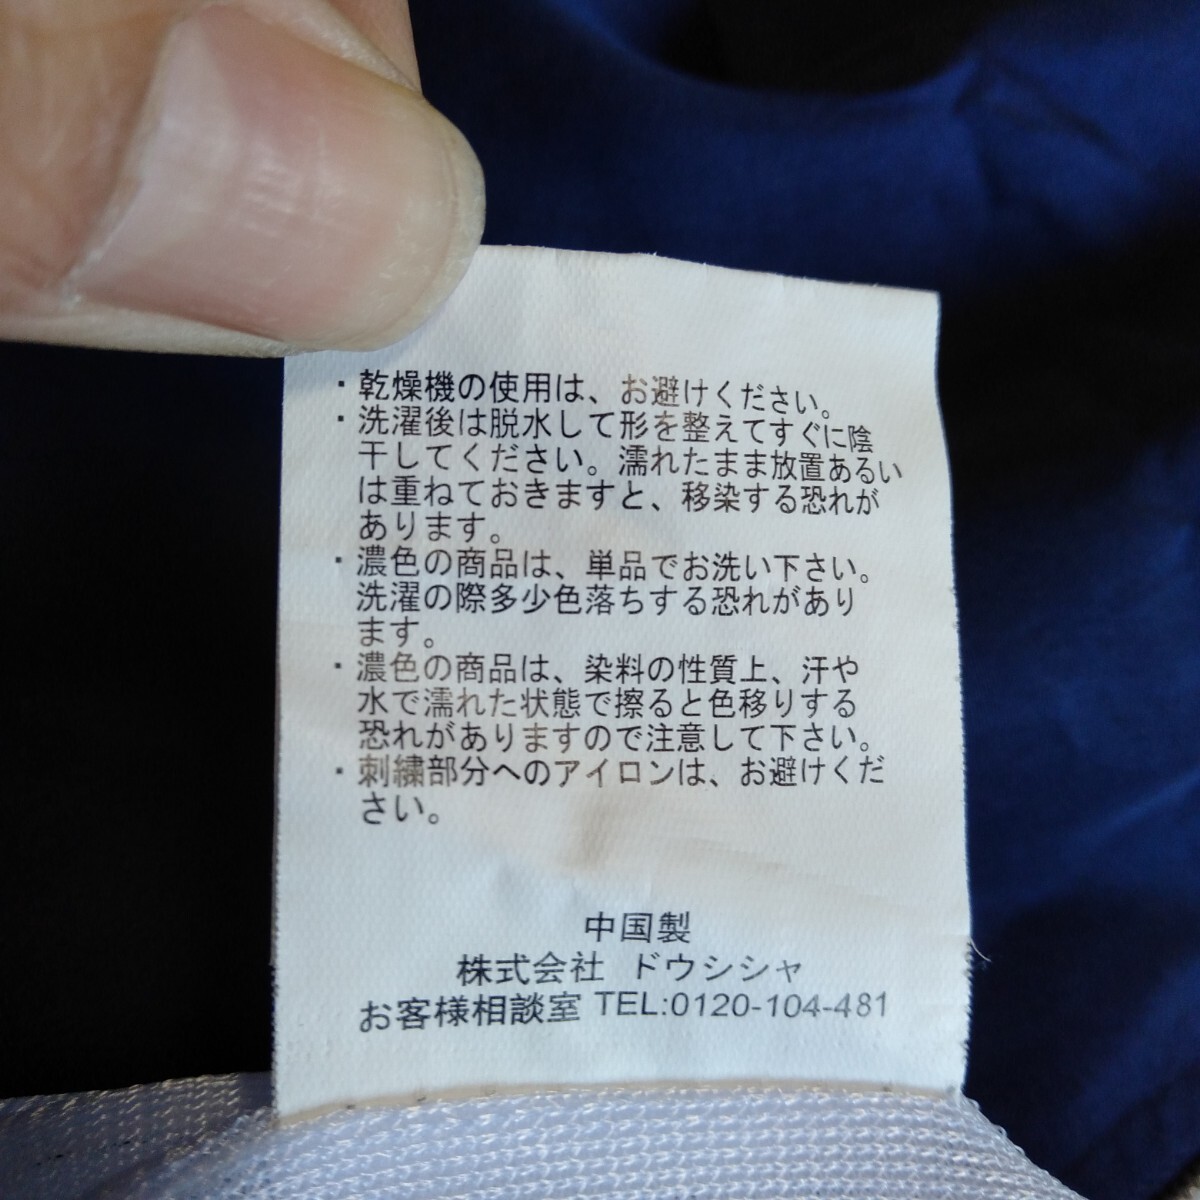 ・乾燥機の使用は、お避けください。
・洗濯後は脱水して形を整えてすぐに陰
干してください。濡れたまま放置あるい
は重ねておきますと、移染する恐れが
あります。
・濃色の商品は、単品でお洗い下さい。
洗濯の際多少色落ちする恐れがあり
ます。
・濃色の商品は、染料の性質上、汗や
水で濡れた状態で擦ると色移りする
恐れがありますので注意して下さい。
・刺繍部分へのアイロンは、お避けくだ
さい。
中国製
株式会社 ドウシシャ
お客様相談室 TEL:0120-104-481